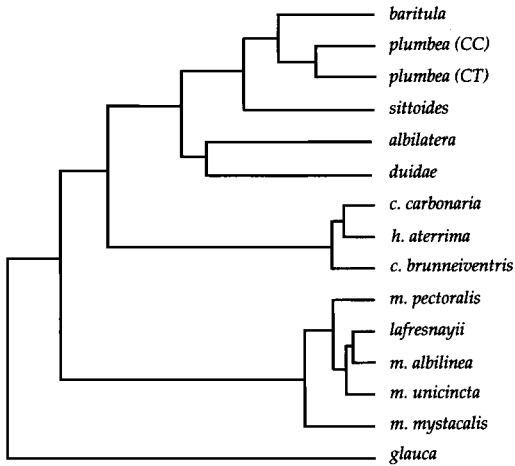 baritula
plumbea (CC)
plumbea (CT)
sittoides
albilatera
duidae
c. carbonaria
h. aterrima
c. brunneiventris
m. pectoralis
lafresnayii
m. albilinea
m. unicincta
m. mystacalis
glauca